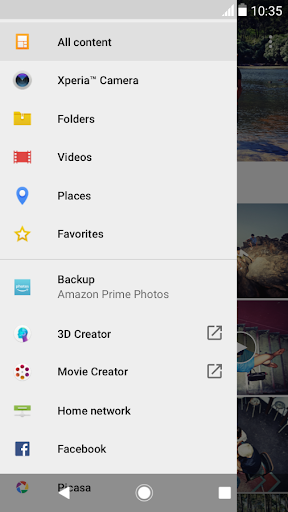 10:35
All content
Xperia™ Camera
Folders
Videos
Places
Favorites
Backup
Amazon Prime Photos
3D Creator
Movie Creator
Home network
Facebook
Picasa